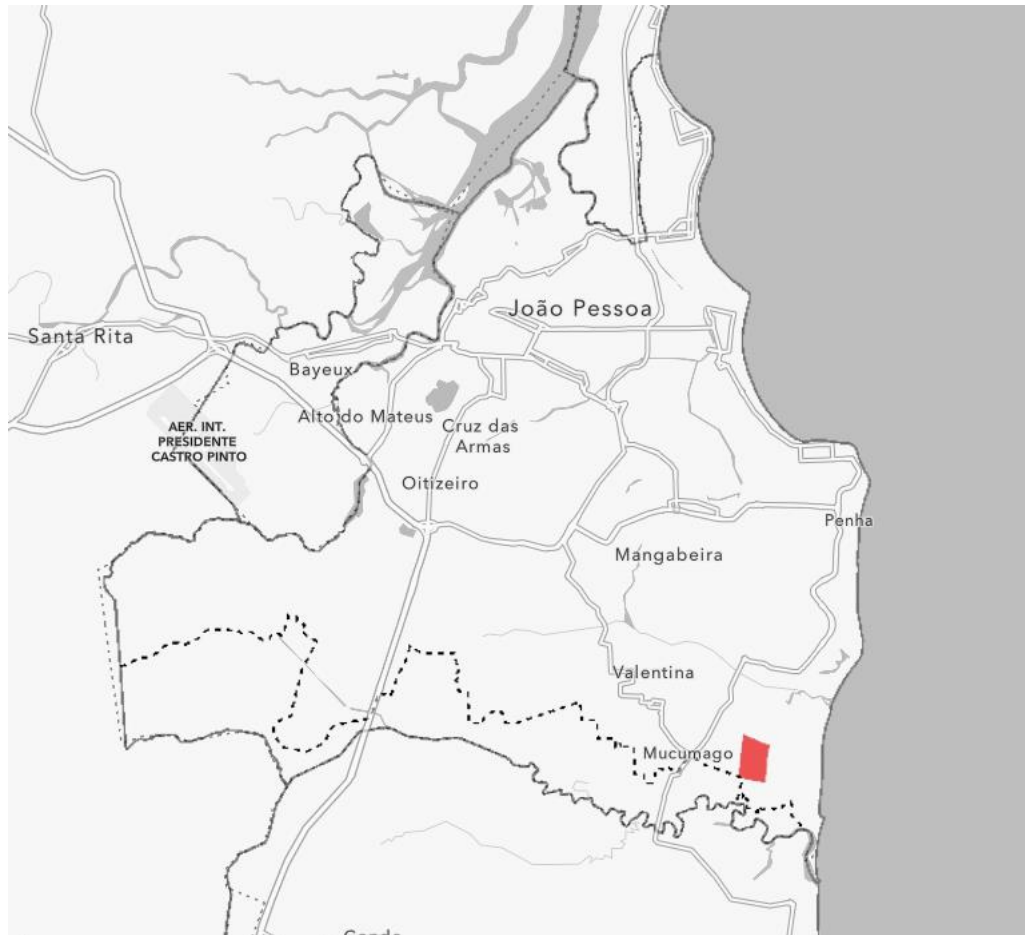 João Pessoa
Santa Rita
Bayeux
Alto do Mateus
Cruz das
Armas
AER. INT.
PRESIDENTE
CASTRO PINTO
Oitizeiro
Penha
Mangabeira
Valentina
Mucumago